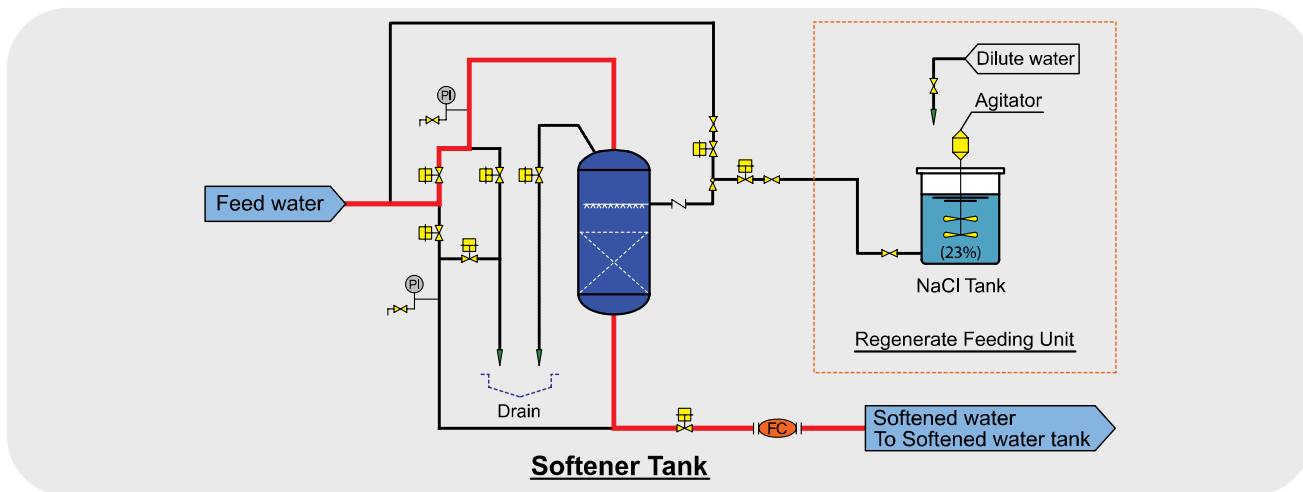 Dilute water
PI
Agitator
Feed water
(23%)
PI
NaCl Tank
Regenerate Feeding Unit
Drain
Softened water
To Softened water tank
FC
Softener Tank